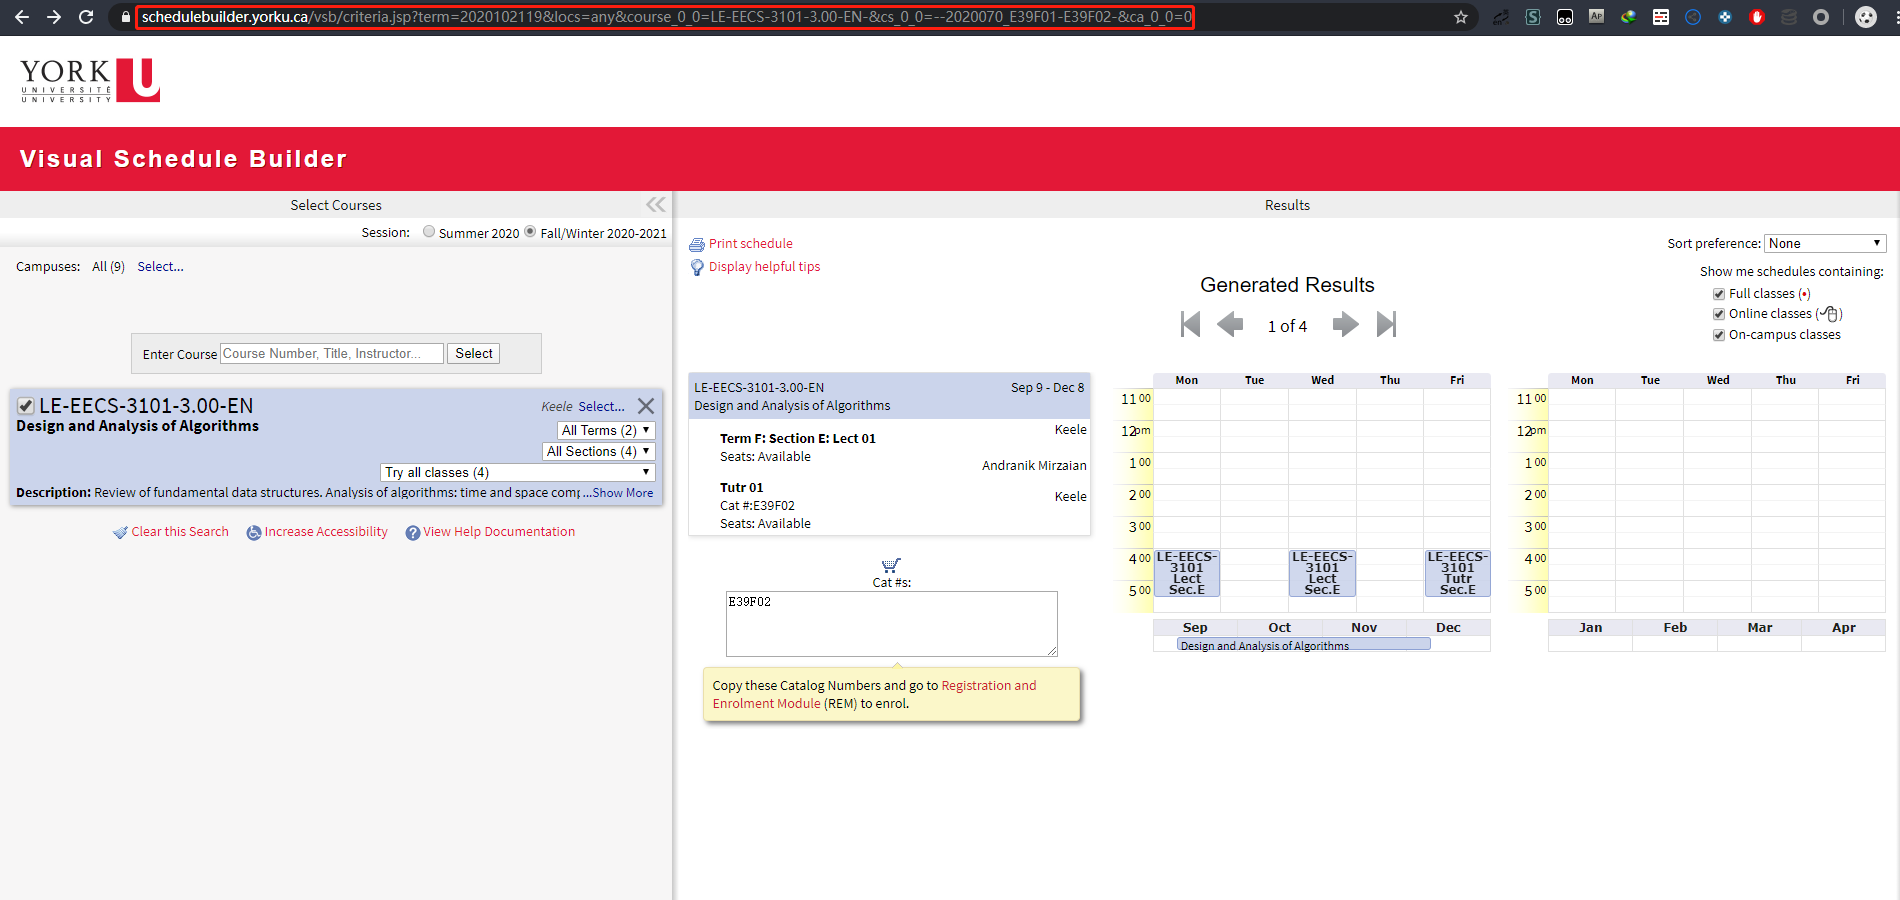 schedulebuilder.yorku.ca/vsb/criteria.jsp?term=2020102119&locs=any&course_0_0=LE-EECS-3101-3.00-EN-&cs_0_0=--2020070_E39F01-E39F02-&ca_0_0=0
YORK U
UNIVERSITÉ
UNIVERSITY
Visual Schedule Builder
Select Courses
Session: Summer 2020 Fall/Winter 2020-2021
Campuses: All (9) Select...
Enter Course Course Number, Title, Instructor... Select
LE-EECS-3101-3.00-EN
Keele Select...
Design and Analysis of Algorithms
All Terms (2)
All Sections (4)
Try all classes (4)
Description: Review of fundamental data structures. Analysis of algorithms: time and space comp ...Show More
Clear this Search Increase Accessibility View Help Documentation
Results
Print schedule
Display helpful tips
Sort preference: None
Show me schedules containing:
Full classes (•)
Online classes ( )
On-campus classes
Generated Results
1 of 4
LE-EECS-3101-3.00-EN Sep 9 - Dec 8
Design and Analysis of Algorithms
Keele
Term F: Section E: Lect 01
Seats: Available
Andranik Mirzaian
Tutr 01
Keele
Cat #:E39F02
Seats: Available
Cat #s:
E39F02
Copy these Catalog Numbers and go to Registration and
Enrolment Module (REM) to enrol.
Mon Tue Wed Thu Fri
11 00
12pm
1 00
2 00
3 00
4 00
5 00
LE-EECS-
3101
Lect
Sec.E
LE-EECS-
3101
Lect
Sec.E
LE-EECS-
3101
Tutr
Sec.E
Sep Oct Nov Dec
Design and Analysis of Algorithms
Mon Tue Wed Thu Fri
11 00
12pm
1 00
2 00
3 00
4 00
5 00
Jan Feb Mar Apr